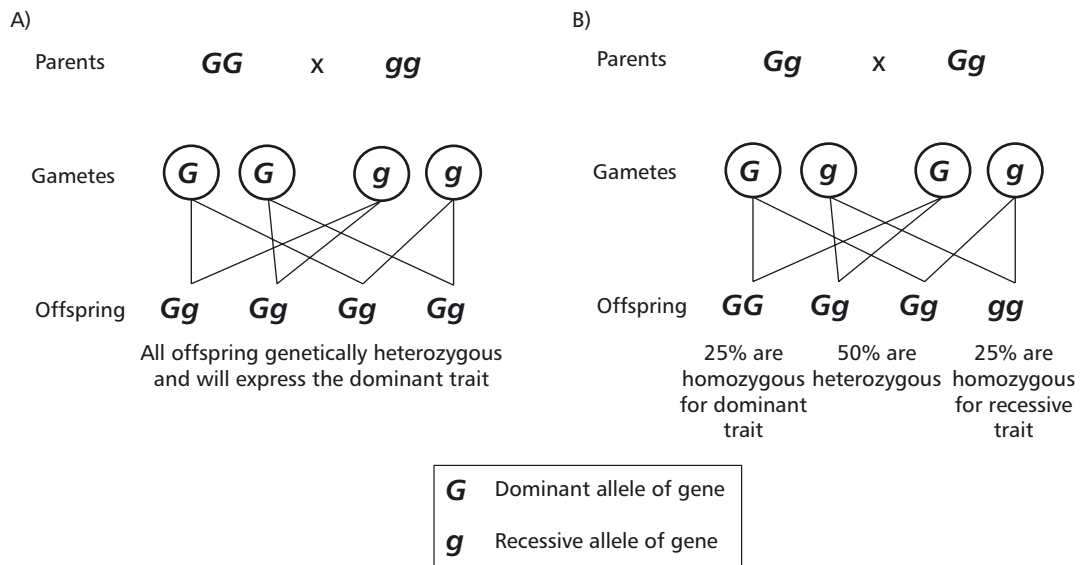 A)
Parents GG x gg
Gametes G G g g
Offspring Gg Gg Gg Gg
All offspring genetically heterozygous
and will express the dominant trait
B)
Parents Gg x Gg
Gametes G g G g
Offspring GG Gg Gg gg
25% are
homozygous
for dominant
trait
50% are
heterozygous
25% are
homozygous
for recessive
trait
G Dominant allele of gene
g Recessive allele of gene